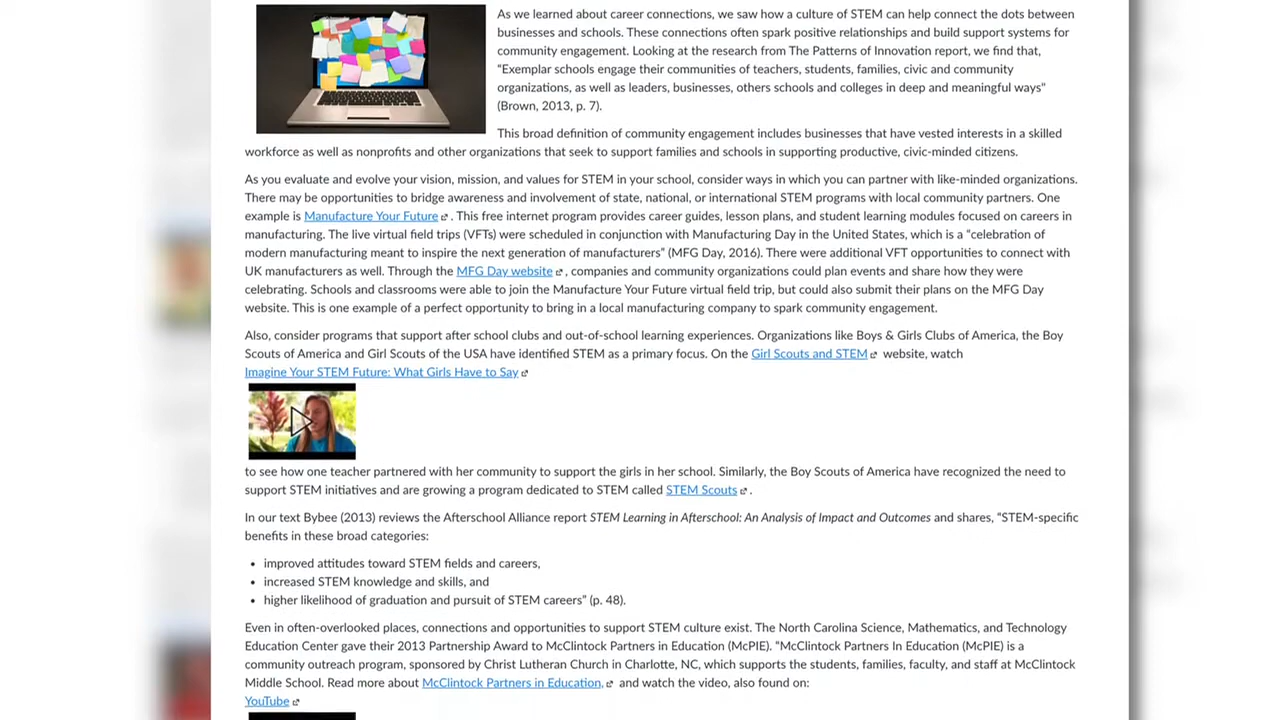 As we learned about career connections, we saw how a culture of STEM can help connect the dots between
businesses and schools. These connections often spark positive relationships and build support systems for
community engagement. Looking at the research from The Patterns of Innovation report, we find that,
“Exemplar schools engage their communities of teachers, students, families, civic and community
organizations, as well as leaders, businesses, others schools and colleges in deep and meaningful ways”
(Brown, 2013, p. 7).
This broad definition of community engagement includes businesses that have vested interests in a skilled
workforce as well as nonprofits and other organizations that seek to support families and schools in supporting productive, civic-minded citizens.
As you evaluate and evolve your vision, mission, and values for STEM in your school, consider ways in which you can partner with like-minded organizations.
There may be opportunities to bridge awareness and involvement of state, national, or international STEM programs with local community partners. One
example is Manufacture Your Future. This free internet program provides career guides, lesson plans, and student learning modules focused on careers in
manufacturing. The live virtual field trips (VFTs) were scheduled in conjunction with Manufacturing Day in the United States, which is a “celebration of
modern manufacturing meant to inspire the next generation of manufacturers” (MFG Day, 2016). There were additional VFT opportunities to connect with
UK manufacturers as well. Through the MFG Day website, companies and community organizations could plan events and share how they were
celebrating. Schools and classrooms were able to join the Manufacture Your Future virtual field trip, but could also submit their plans on the MFG Day
website. This is one example of a perfect opportunity to bring in a local manufacturing company to spark community engagement.
Also, consider programs that support after school clubs and out-of-school learning experiences. Organizations like Boys & Girls Clubs of America, the Boy
Scouts of America and Girl Scouts of the USA have identified STEM as a primary focus. On the Girl Scouts and STEM website, watch
Imagine Your STEM Future: What Girls Have to Say
to see how one teacher partnered with her community to support the girls in her school. Similarly, the Boy Scouts of America have recognized the need to
support STEM initiatives and are growing a program dedicated to STEM called STEM Scouts.
In our text Bybee (2013) reviews the Afterschool Alliance report STEM Learning in Afterschool: An Analysis of Impact and Outcomes and shares, “STEM-specific
benefits in these broad categories:
• improved attitudes toward STEM fields and careers,
• increased STEM knowledge and skills, and
• higher likelihood of graduation and pursuit of STEM careers” (p. 48).
Even in often-overlooked places, connections and opportunities to support STEM culture exist. The North Carolina Science, Mathematics, and Technology
Education Center gave their 2013 Partnership Award to McClintock Partners in Education (McPIE). “McClintock Partners In Education (McPIE) is a
community outreach program, sponsored by Christ Lutheran Church in Charlotte, NC, which supports the students, families, faculty, and staff at McClintock
Middle School. Read more about McClintock Partners in Education, and watch the video, also found on:
YouTube